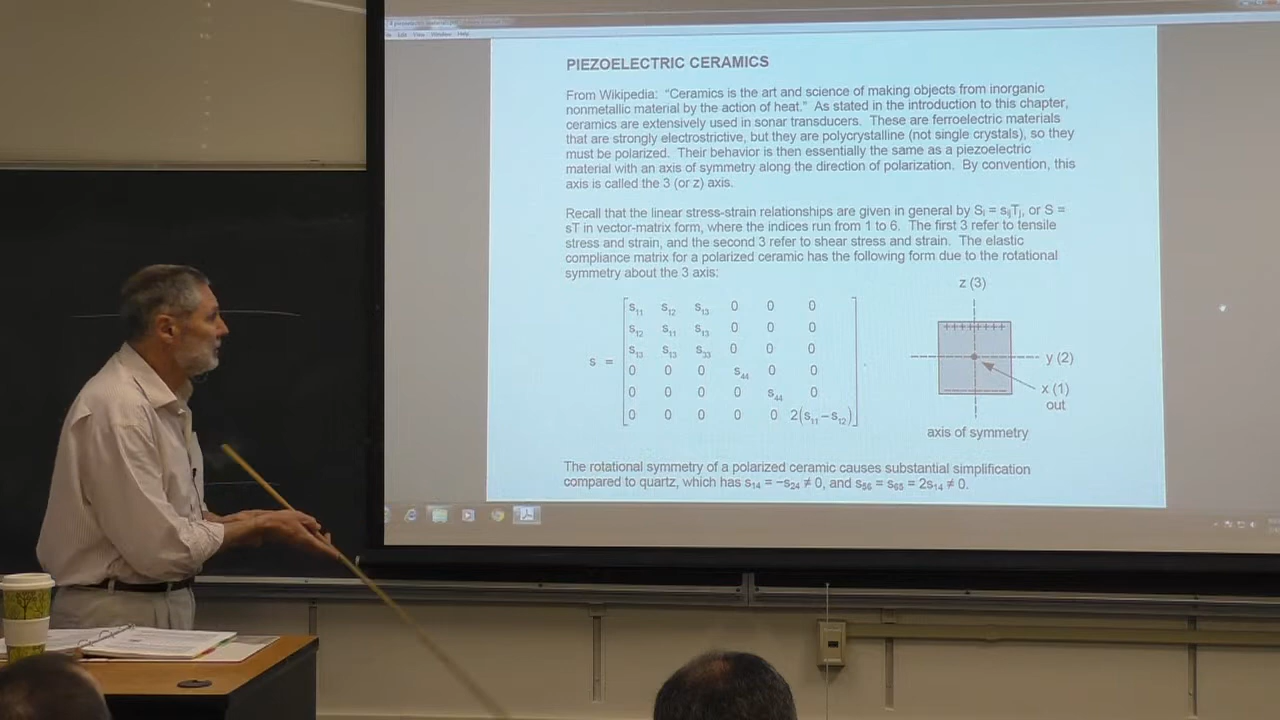 Edit View Window Help
PIEZOELECTRIC CERAMICS
From Wikipedia: “Ceramics is the art and science of making objects from inorganic
nonmetallic material by the action of heat.” As stated in the introduction to this chapter,
ceramics are extensively used in sonar transducers. These are ferroelectric materials
that are strongly electrostrictive, but they are polycrystalline (not single crystals), so they
must be polarized. Their behavior is then essentially the same as a piezoelectric
material with an axis of symmetry along the direction of polarization. By convention, this
axis is called the 3 (or z) axis.
Recall that the linear stress-strain relationships are given in general by Sᵢ = sᵢⱼTⱼ, or S =
sT in vector-matrix form, where the indices run from 1 to 6. The first 3 refer to tensile
stress and strain, and the second 3 refer to shear stress and strain. The elastic
compliance matrix for a polarized ceramic has the following form due to the rotational
symmetry about the 3 axis:
s =
s₁₁ s₁₂ s₁₃ 0 0 0
s₁₂ s₁₁ s₁₃ 0 0 0
s₁₃ s₁₃ s₃₃ 0 0 0
0 0 0 s₄₄ 0 0
0 0 0 0 s₄₄ 0
0 0 0 0 0 2(s₁₁−s₁₂)
z (3)
+++++++
y (2)
x (1)
out
axis of symmetry
The rotational symmetry of a polarized ceramic causes substantial simplification
compared to quartz, which has s₁₄ = −s₂₄ ≠ 0, and s₅₆ = s₆₅ = 2s₁₄ ≠ 0.